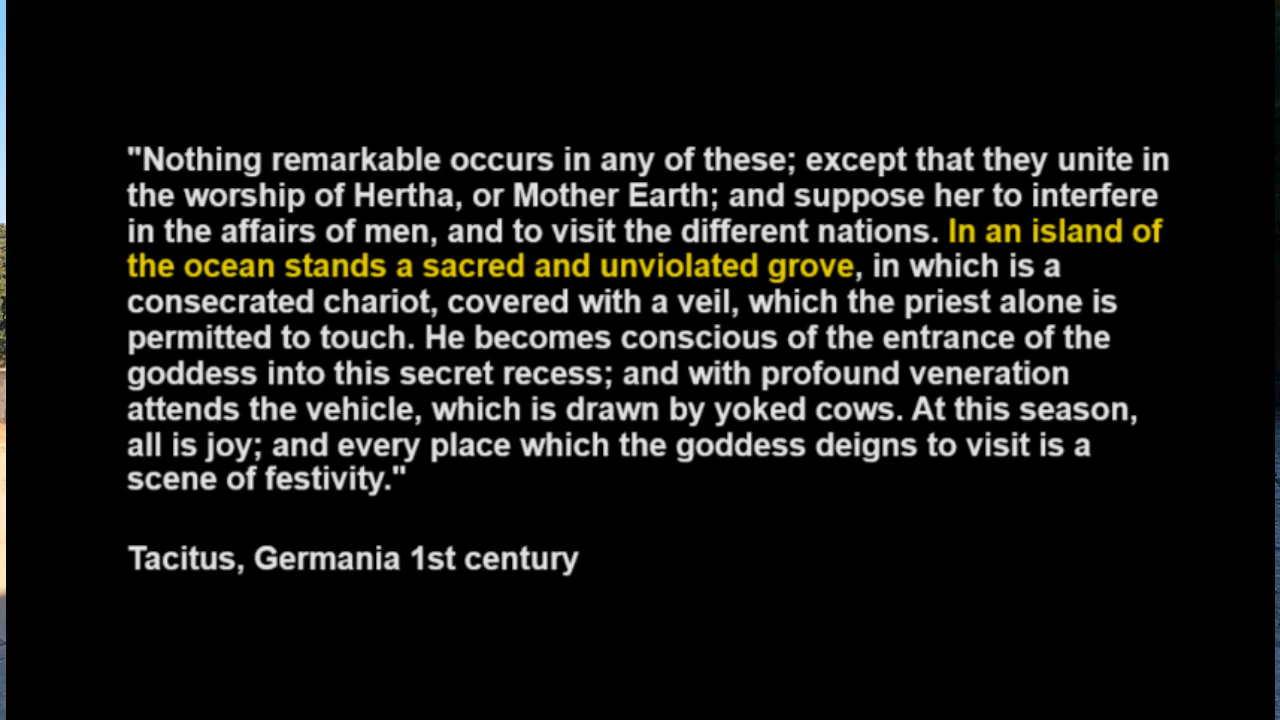 "Nothing remarkable occurs in any of these; except that they unite in
the worship of Hertha, or Mother Earth; and suppose her to interfere
in the affairs of men, and to visit the different nations. In an island of
the ocean stands a sacred and unviolated grove, in which is a
consecrated chariot, covered with a veil, which the priest alone is
permitted to touch. He becomes conscious of the entrance of the
goddess into this secret recess; and with profound veneration
attends the vehicle, which is drawn by yoked cows. At this season,
all is joy; and every place which the goddess deigns to visit is a
scene of festivity."
Tacitus, Germania 1st century